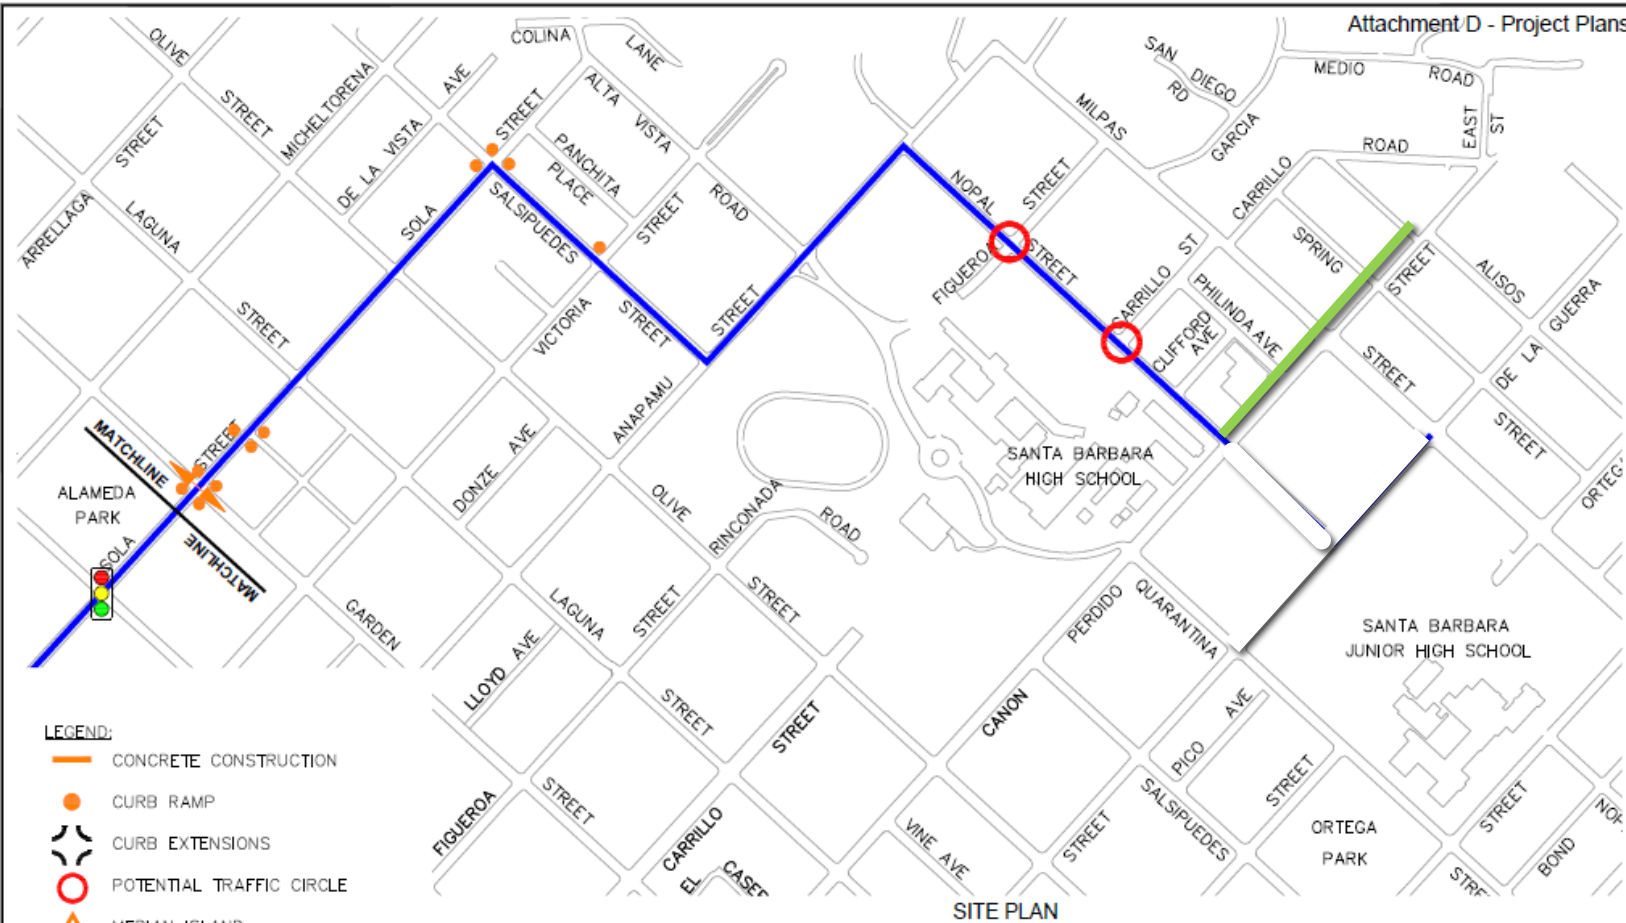 Attachment D - Project Plans
COLINA
LANE
OLIVE
STREET
MICHELTORENA
AVE
DE LA VISTA
STREET
STREET
ALTA
VISTA
PANCHITA
PLACE
SAN
DIEGO
RD
MEDIO
ROAD
EAST
ST
MILPAS
GARCIA
ROAD
CARRILLO
ARRELLAGA
LAGUNA
STREET
SOLA
SALSIPUEDES
STREET
STREET
ROAD
NOPAL
STREET
FIGUEROA
STREET
CARRILLO
ST
SPRING
STREET
ALISOS
STREET
DE LA
GUERRA
PHILINDA AVE
CLIFFORD
AVE
STREET
VICTORIA
STREET
ANAPAMU
DONZE AVE
STREET
ORTEGA
MATCHLINE
MATCHLINE
STREET
ALAMEDA
PARK
SOLA
GARDEN
SANTA BARBARA
HIGH SCHOOL
OLIVE
STREET
RINCONADA
ROAD
LAGUNA
STREET
STREET
LLOYD AVE
PERDIDO
QUARANTINA
SANTA BARBARA
JUNIOR HIGH SCHOOL
CANON
STREET
PICO
AVE
SALSIPUEDES
STREET
STREET
FIGUEROA
STREET
CARRILLO
VINE AVE
ORTEGA
PARK
STREET
BOND
LEGEND:
CONCRETE CONSTRUCTION
CURB RAMP
CURB EXTENSIONS
POTENTIAL TRAFFIC CIRCLE
MEDIAN ISLAND
EL
SITE PLAN